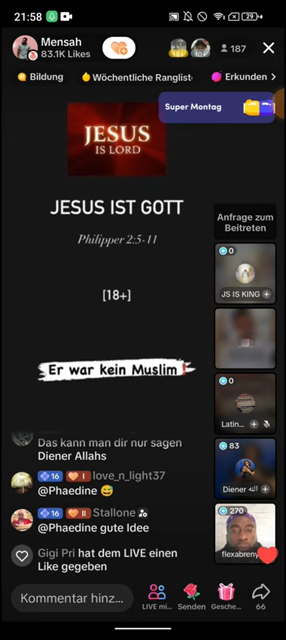 21:58
29
Mensah
83.1K Likes
187
Bildung
Wöchentliche Ranglist
Erkunden
Super Montag
JESUS
IS LORD
JESUS IST GOTT
Philipper 2:5-11
[18+]
Er war kein Muslim!
Anfrage zum
Beitreten
0
JS IS KING
0
Latin...
83
Diener الله
270
flexabreny
Das kann man dir nur sagen
Diener Allahs
16 I love_n_light37
@Phaedine 😅
16 II Stallone
@Phaedine gute Idee
Gigi Pri hat dem LIVE einen
Like gegeben
Kommentar hinz...
LIVE mi...
Senden
Gesche...
66